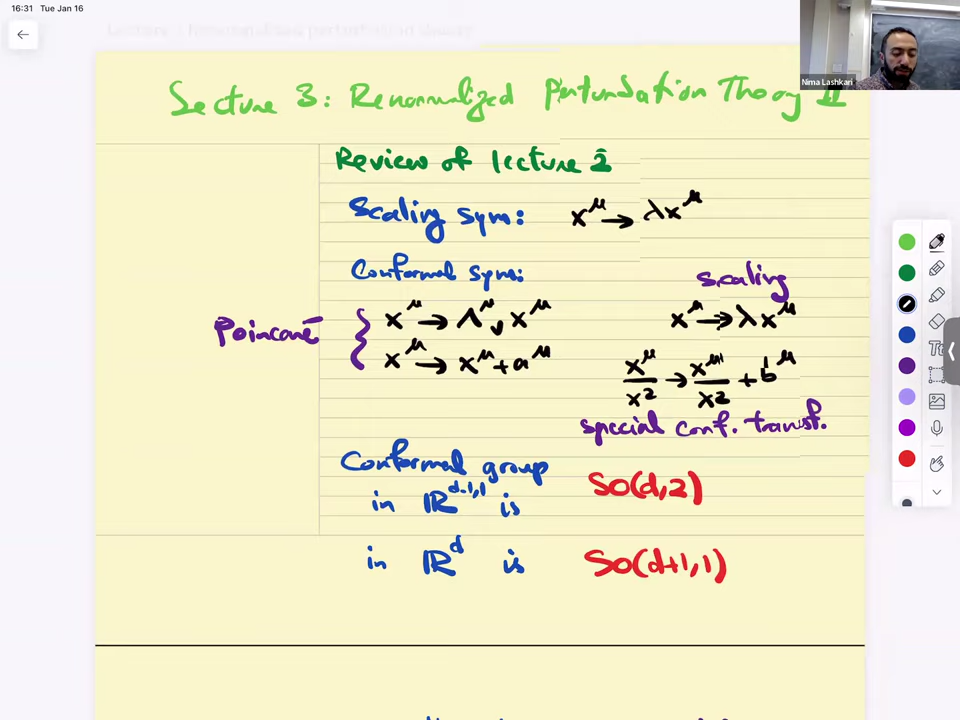 16:31 Tue Jan 16
Nima Lashkari
Lecture 3: Renormalized Perturbation Theory II
Review of lecture 2
Scaling sym: x^μ → λx^μ
Conformal sym:
Poincaré { x^μ → Λ^μ_ν x^μ
x^μ → x^μ + a^μ
scaling
x^μ → λx^μ
x^μ/x² → x^μ'/x² + b^μ
special conf. transf.
Conformal group
in ℝ^{d-1,1} is SO(d,2)
in ℝ^d is SO(d+1,1)